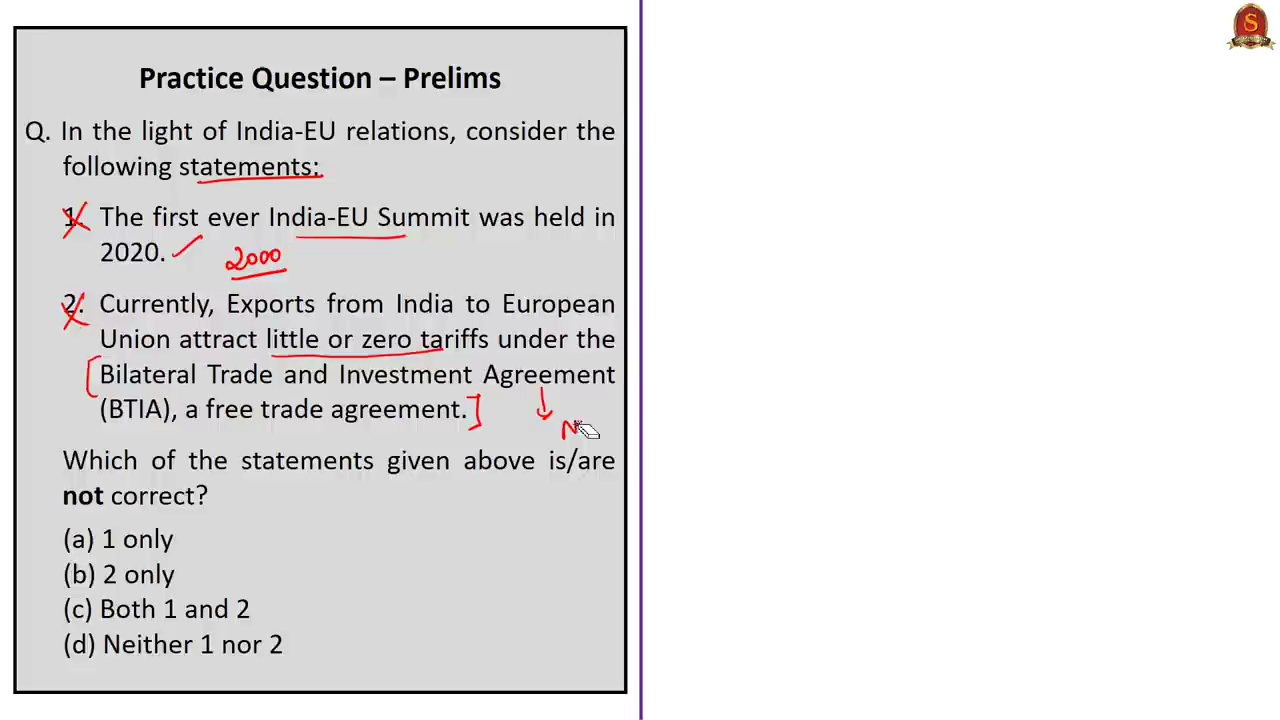 Practice Question – Prelims
Q. In the light of India-EU relations, consider the
following statements:
1. The first ever India-EU Summit was held in
2020.
2000
2. Currently, Exports from India to European
Union attract little or zero tariffs under the
Bilateral Trade and Investment Agreement
(BTIA), a free trade agreement.
Which of the statements given above is/are
not correct?
(a) 1 only
(b) 2 only
(c) Both 1 and 2
(d) Neither 1 nor 2
S